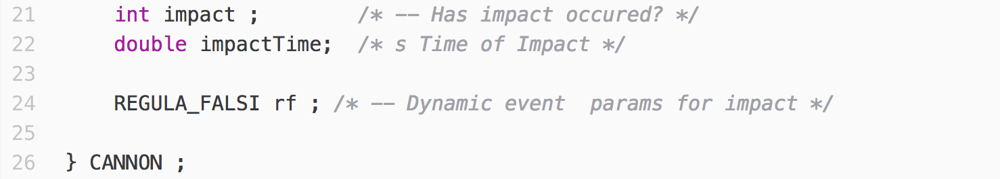 21 int impact ; /* -- Has impact occured? */
22 double impactTime; /* s Time of Impact */
23
24 REGULA_FALSI rf ; /* -- Dynamic event  params for impact */
25
26 } CANNON ;